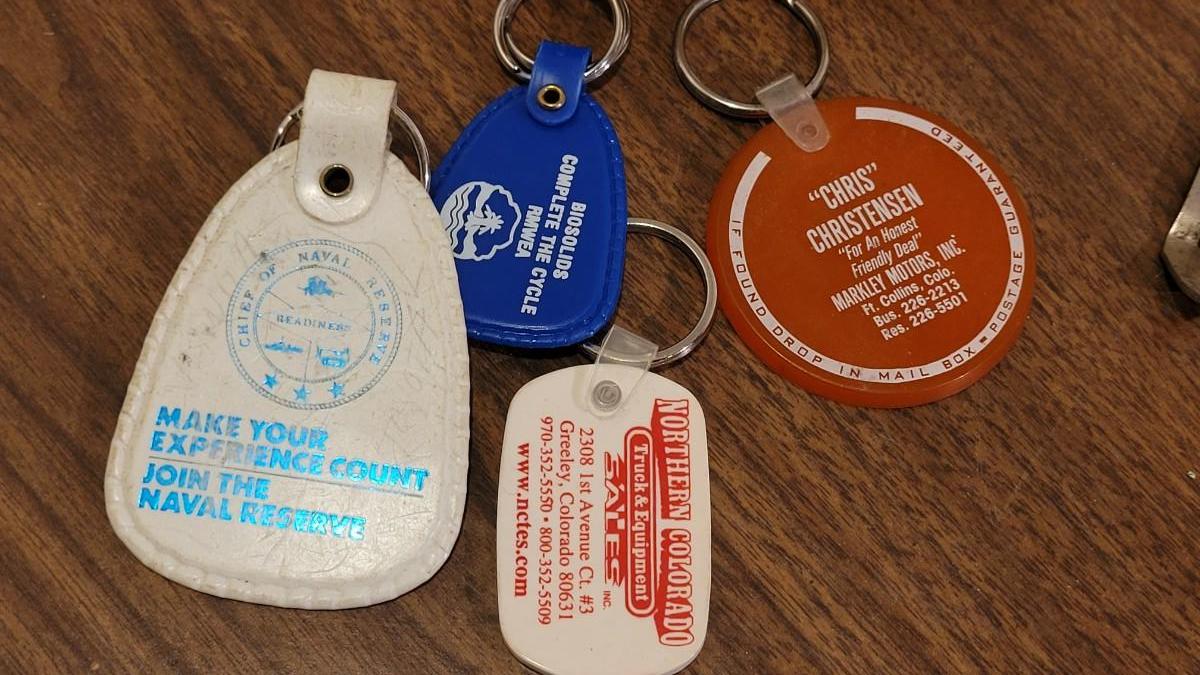 CHIEF OF NAVAL RESERVE
READINESS
MAKE YOUR
EXPERIENCE COUNT
JOIN THE
NAVAL RESERVE
BIOSOLIDS
COMPLETE THE CYCLE
RMWEA
"CHRIS"
CHRISTENSEN
"For An Honest
Friendly Deal"
MARKLEY MOTORS, INC.
Ft. Collins, Colo.
Bus. 226-2213
Res. 226-5501
IF FOUND DROP IN MAIL BOX - POSTAGE GUARANTEED
NORTHERN COLORADO
Truck & Equipment
SALES INC.
2308 1st Avenue Ct. #3
Greeley, Colorado 80631
970-352-5550 • 800-352-5509
www.nctes.com